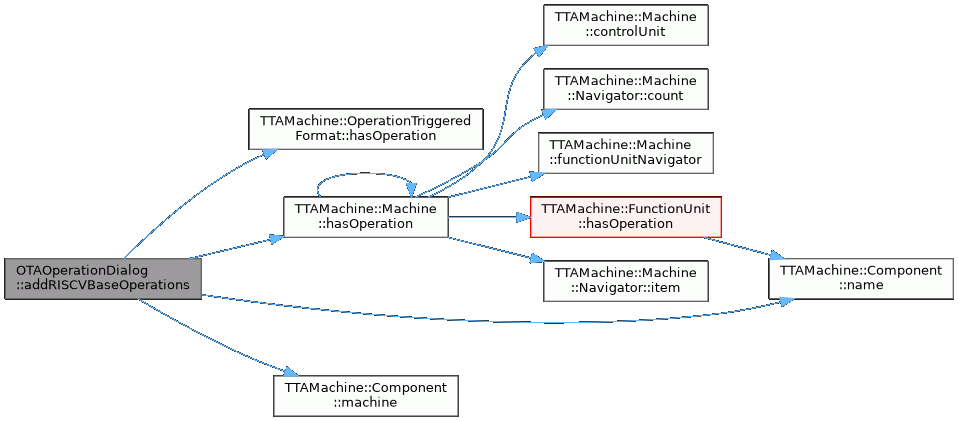 TTAMachine::Machine
::controlUnit
TTAMachine::Machine
::Navigator::count
TTAMachine::OperationTriggered
Format::hasOperation
TTAMachine::Machine
::functionUnitNavigator
TTAMachine::Machine
::hasOperation
TTAMachine::FunctionUnit
::hasOperation
OTAOperationDialog
::addRISCVBaseOperations
TTAMachine::Machine
::Navigator::item
TTAMachine::Component
::name
TTAMachine::Component
::machine